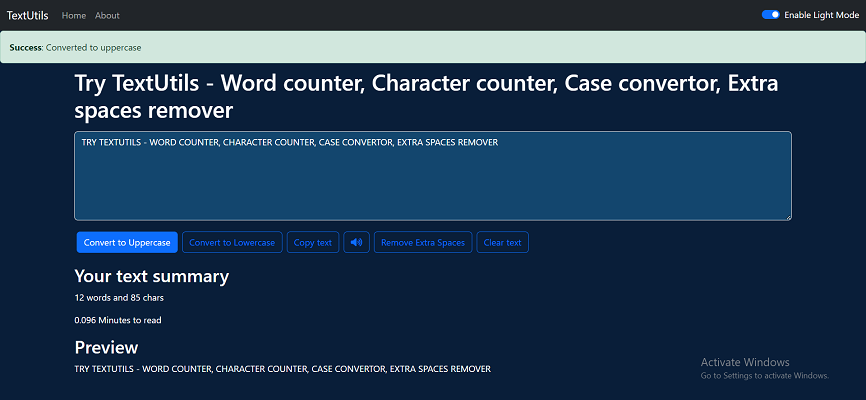 TextUtils Home About Enable Light Mode
Success: Converted to uppercase
Try TextUtils - Word counter, Character counter, Case convertor, Extra
spaces remover
TRY TEXTUTILS - WORD COUNTER, CHARACTER COUNTER, CASE CONVERTOR, EXTRA SPACES REMOVER
Convert to Uppercase Convert to Lowercase Copy text Remove Extra Spaces Clear text
Your text summary
12 words and 85 chars
0.096 Minutes to read
Preview
TRY TEXTUTILS - WORD COUNTER, CHARACTER COUNTER, CASE CONVERTOR, EXTRA SPACES REMOVER
Activate Windows
Go to Settings to activate Windows.